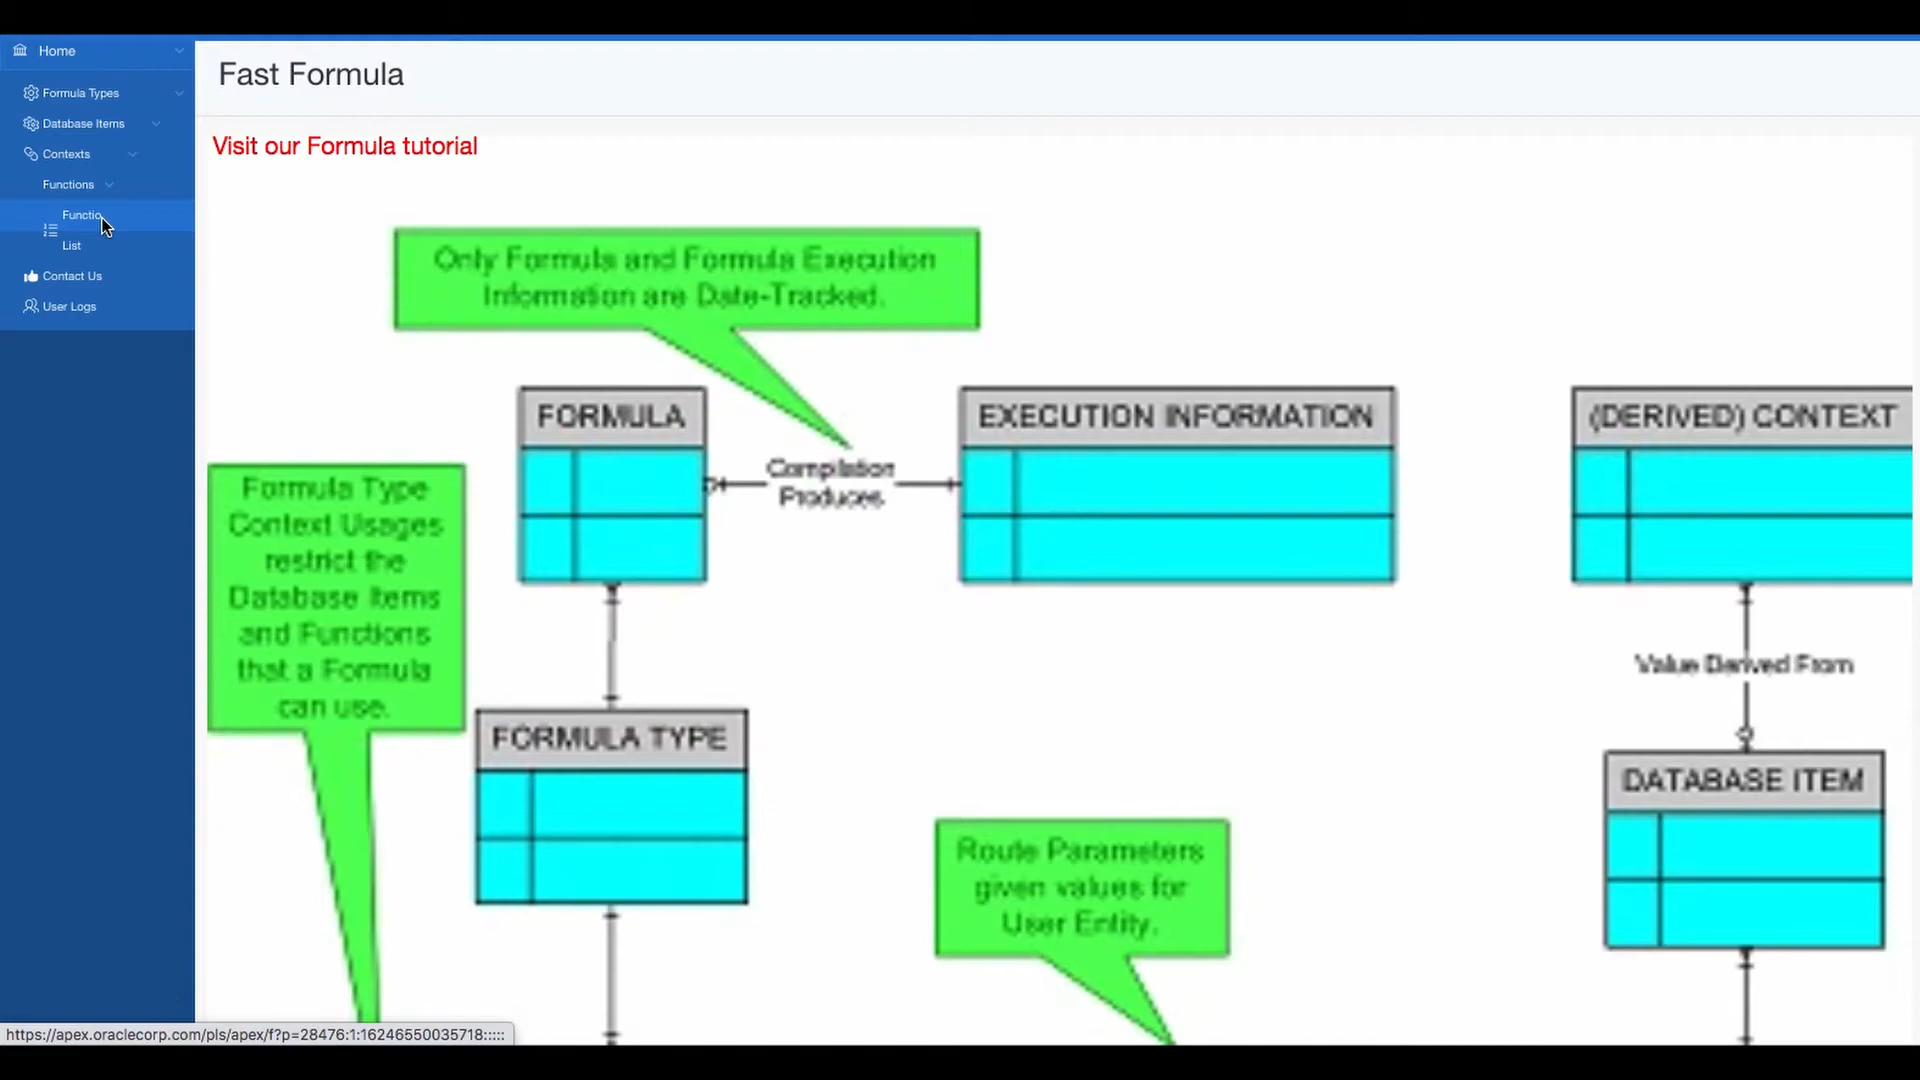 Home
Formula Types
Database Items
Contexts
Functions
Functio
List
Contact Us
User Logs
Fast Formula
Visit our Formula tutorial
Only Formula and Formula Execution
Information are Date-Tracked.
FORMULA
Compilation
Produces
EXECUTION INFORMATION
(DERIVED) CONTEXT
Formula Type
Context Usages
restrict the
Database Items
and Functions
that a Formula
can use.
Value Derived From
FORMULA TYPE
DATABASE ITEM
Route Parameters
given values for
User Entity.
https://apex.oraclecorp.com/pls/apex/f?p=28476:1:16246550035718:::::